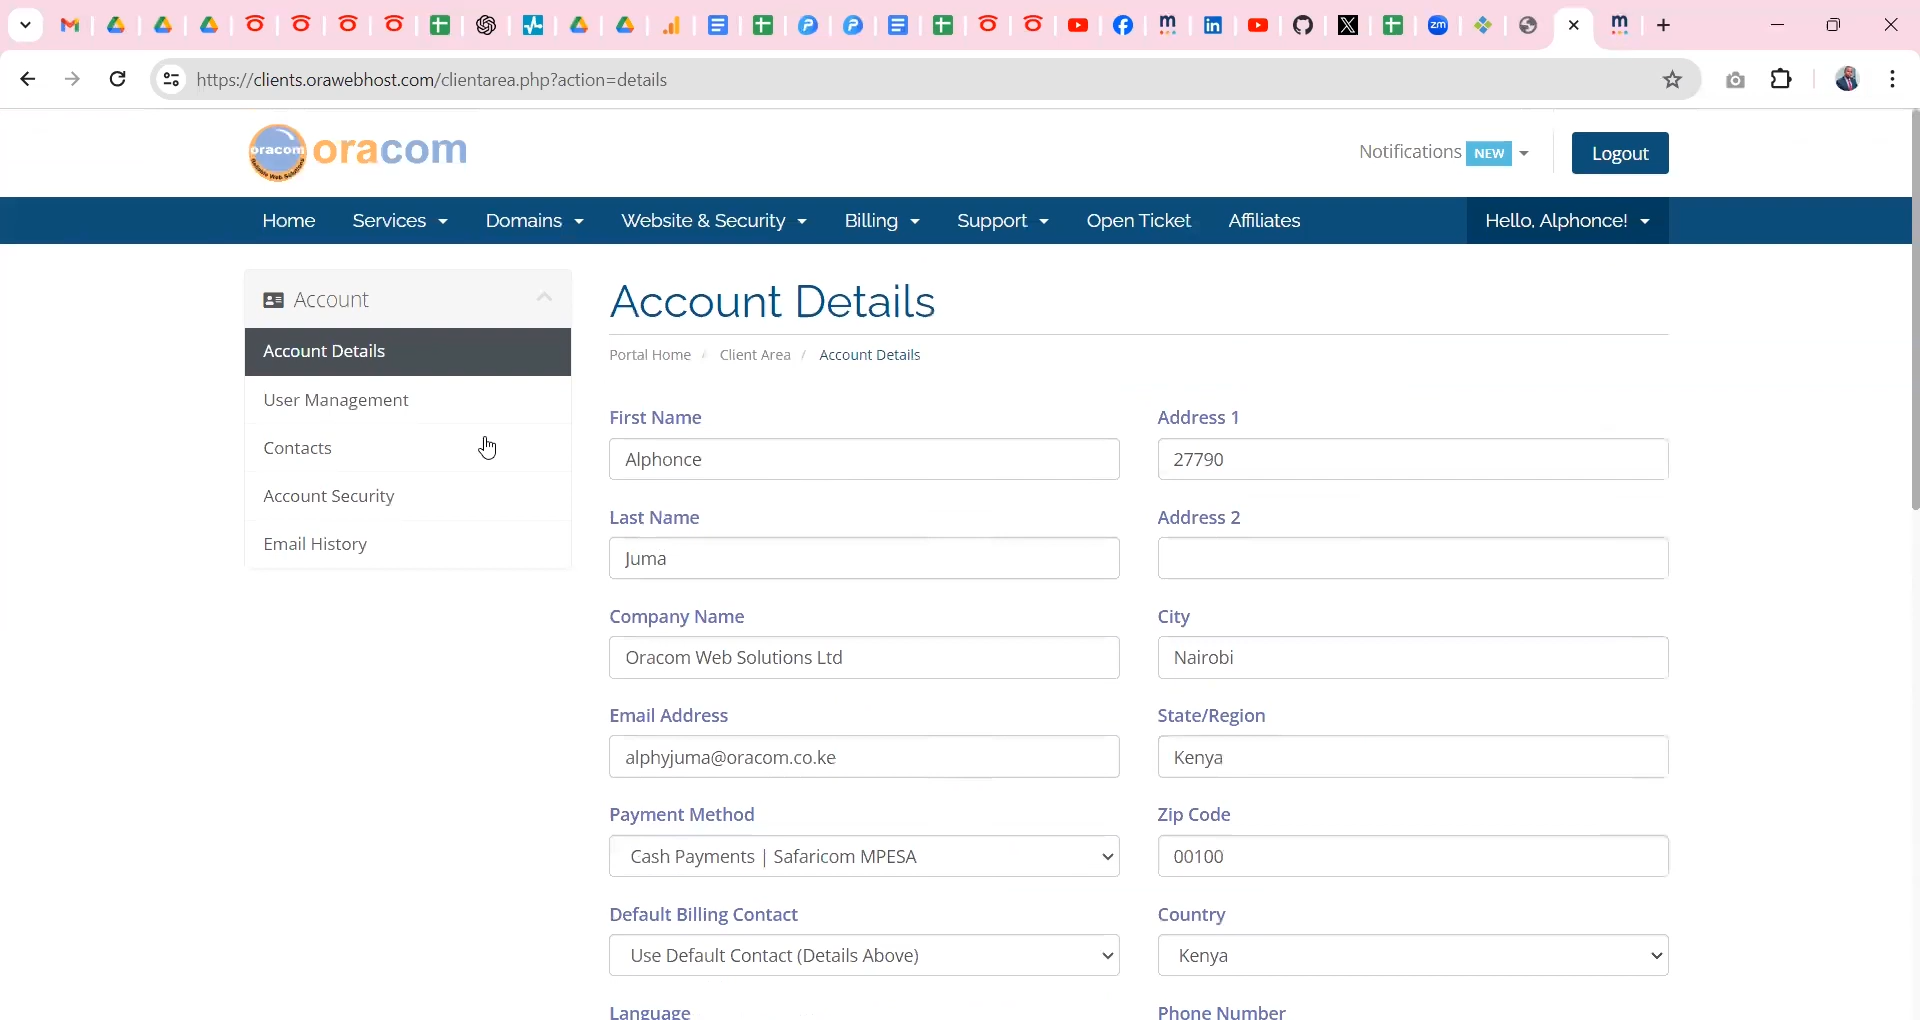 https://clients.orawebhost.com/clientarea.php?action=details
oracom
oracom
Notifications NEW
Logout
Home Services Domains Website & Security Billing Support Open Ticket Affiliates Hello, Alphonce!
Account
Account Details
User Management
Contacts
Account Security
Email History
Account Details
Portal Home / Client Area / Account Details
First Name
Alphonce
Address 1
27790
Last Name
Juma
Address 2
Company Name
Oracom Web Solutions Ltd
City
Nairobi
Email Address
alphyjuma@oracom.co.ke
State/Region
Kenya
Payment Method
Cash Payments | Safaricom MPESA
Zip Code
00100
Default Billing Contact
Use Default Contact (Details Above)
Country
Kenya
Language
Phone Number